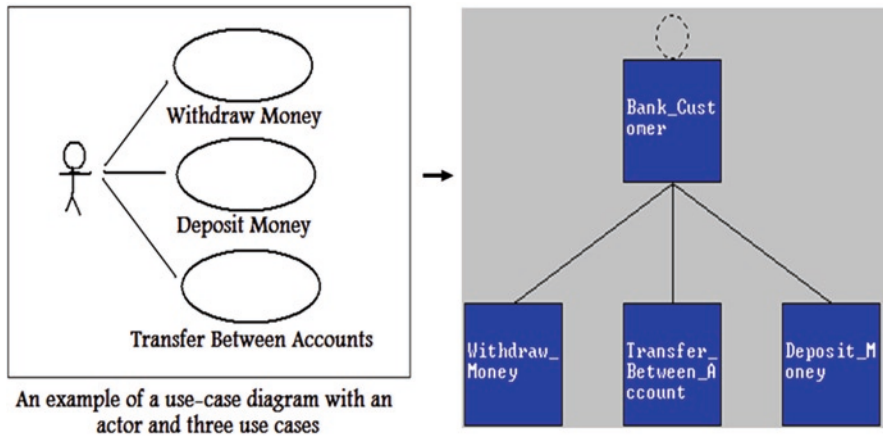 Withdraw Money
Deposit Money
Transfer Between Accounts
An example of a use-case diagram with an
actor and three use cases
Bank_Cust
omer
Withdraw_
Money
Transfer_
Between_A
ccount
Deposit_M
oney